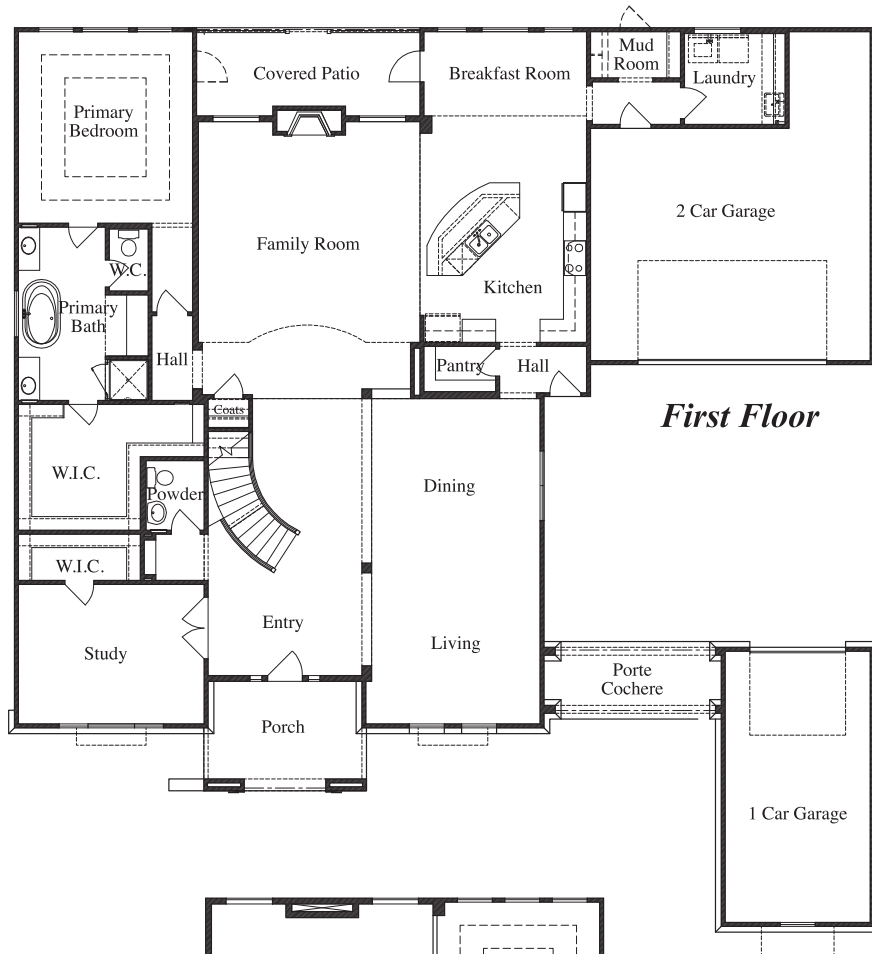 Mud
Room
Covered Patio
Breakfast Room
Laundry
Primary
Bedroom
2 Car Garage
Family Room
W.C.
Kitchen
Primary
Bath
Hall
Pantry
Hall
Coats
First Floor
W.I.C.
Powder
Dining
W.I.C.
Entry
Living
Study
Porte
Cochere
Porch
1 Car Garage